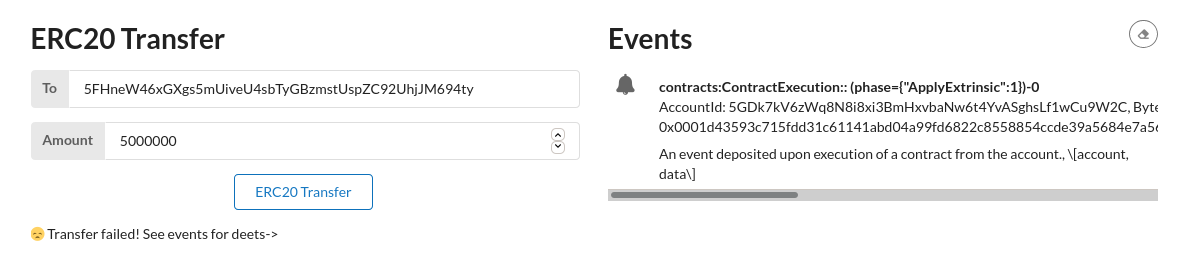 ERC20 Transfer
To 5FHneW46xGXgs5mUiveU4sbTyGBzmstUspZC92UhjJM694ty
Amount 5000000
ERC20 Transfer
Transfer failed! See events for deets->
Events
contracts:ContractExecution:: (phase={"ApplyExtrinsic":1})-0
AccountId: 5GDk7kV6zWq8N8i8xi3BmHxvbaNw6t4YvASghsLf1wCu9W2C, Byte
0x0001d43593c715fdd31c61141abd04a99fd6822c8558854ccde39a5684e7a56
An event deposited upon execution of a contract from the account., \[account,
data\]